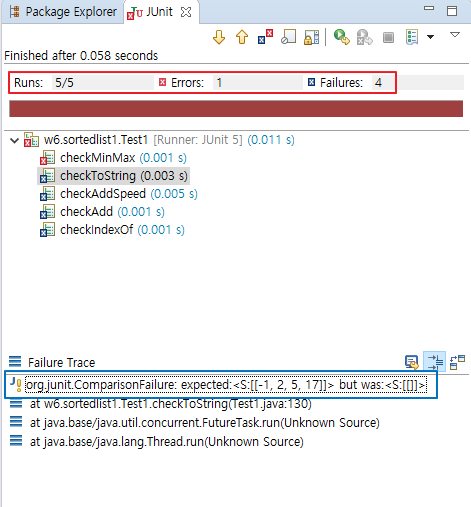 Package Explorer JUnit
Finished after 0.058 seconds
Runs: 5/5 Errors: 1 Failures: 4
w6.sortedlist1.Test1 [Runner: JUnit 5] (0.011 s)
checkMinMax (0.001 s)
checkToString (0.003 s)
checkAddSpeed (0.005 s)
checkAdd (0.001 s)
checkIndexOf (0.001 s)
Failure Trace
org.junit.ComparisonFailure: expected:<S:[[-1, 2, 5, 17]]> but was:<S:[[]]>
at w6.sortedlist1.Test1.checkToString(Test1.java:130)
at java.base/java.util.concurrent.FutureTask.run(Unknown Source)
at java.base/java.lang.Thread.run(Unknown Source)